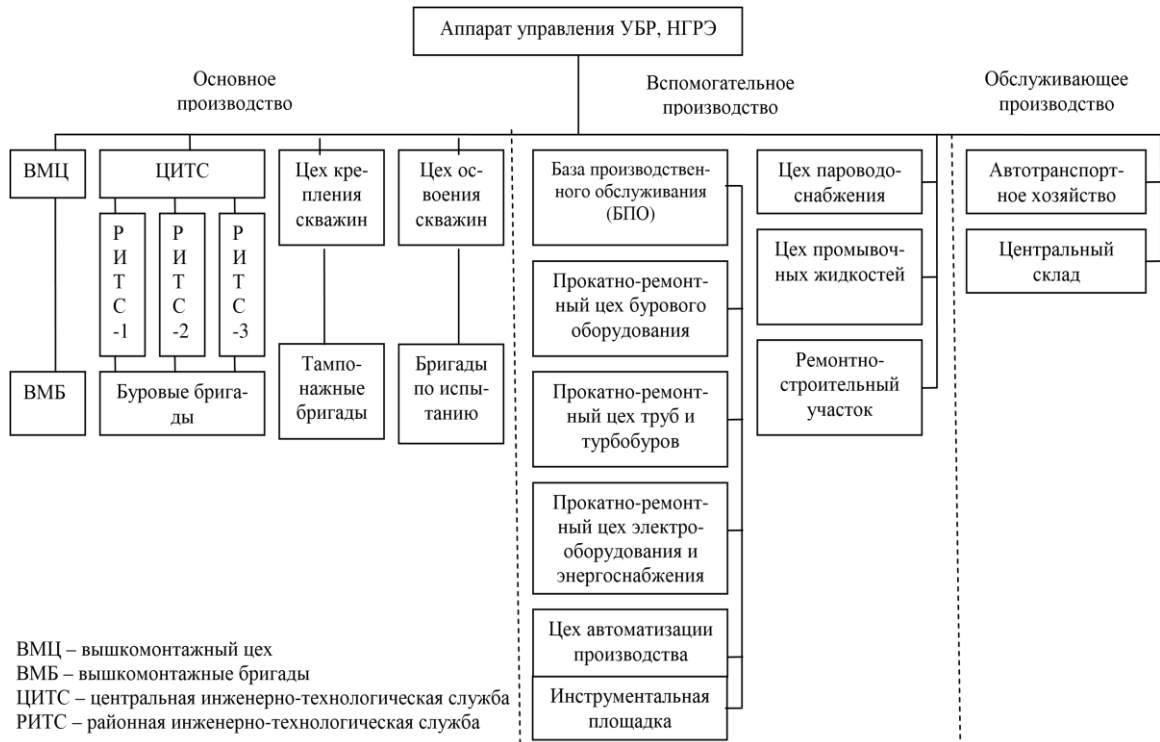 Аппарат управления УБР, НГРЭ
Основное
производство
Вспомогательное
производство
Обслуживающее
производство
ВМЦ
ЦИТС
Цех кре-
пления
скважин
Цех ос-
воения
скважин
РИТС-1
РИТС-2
РИТС-3
ВМБ
Буровые брига-
ды
Тампо-
нажные
бригады
Бригады
по испы-
танию
База производствен-
ного обслуживания
(БПО)
Прокатно-ремонт-
ный цех бурового
оборудования
Прокатно-ремонт-
ный цех труб и
турбобуров
Прокатно-ремонт-
ный цех электро-
оборудования и
энергоснабжения
Цех автоматизации
производства
Инструментальная
площадка
Цех пароводо-
снабжения
Цех промывоч-
ных жидкостей
Ремонтно-
строительный
участок
Автотранспорт-
ное хозяйство
Центральный
склад
ВМЦ – вышкомонтажный цех
ВМБ – вышкомонтажные бригады
ЦИТС – центральная инженерно-технологическая служба
РИТС – районная инженерно-технологическая служба